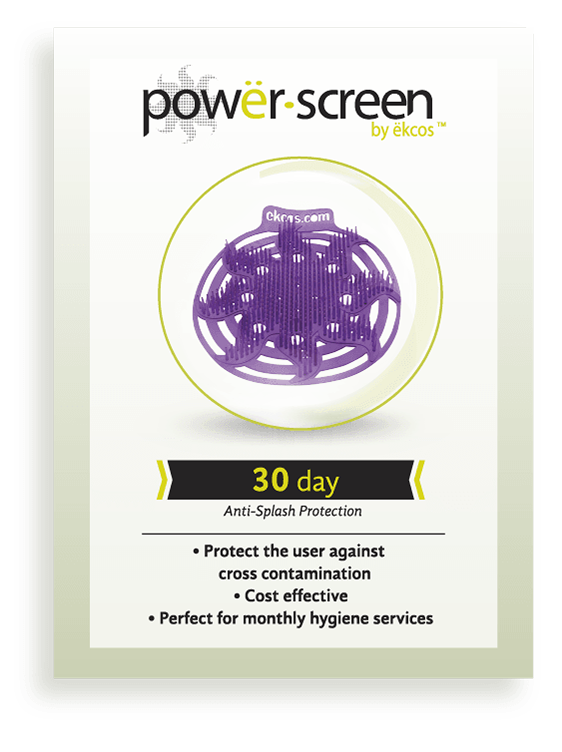 powër·screen
by ëkcos™
ekcos.com
30 day
Anti-Splash Protection
• Protect the user against
cross contamination
• Cost effective
• Perfect for monthly hygiene services